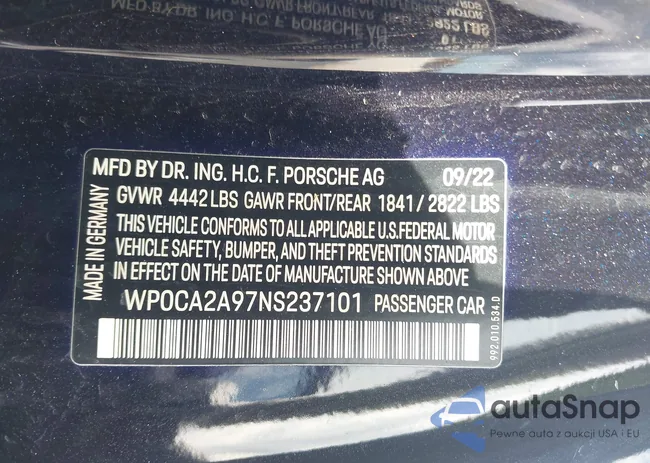 MFD BY DR. ING. H.C. F. PORSCHE AG 09/22
GVWR 4442 LBS GAWR FRONT/REAR 1841 / 2822 LBS
THIS VEHICLE CONFORMS TO ALL APPLICABLE U.S. FEDERAL MOTOR
VEHICLE SAFETY, BUMPER, AND THEFT PREVENTION STANDARDS
IN EFFECT ON THE DATE OF MANUFACTURE SHOWN ABOVE
WP0CA2A97NS237101 PASSENGER CAR
MADE IN GERMANY
992.010.534.D
autaSnap
Pewne auta z aukcji USA i EU